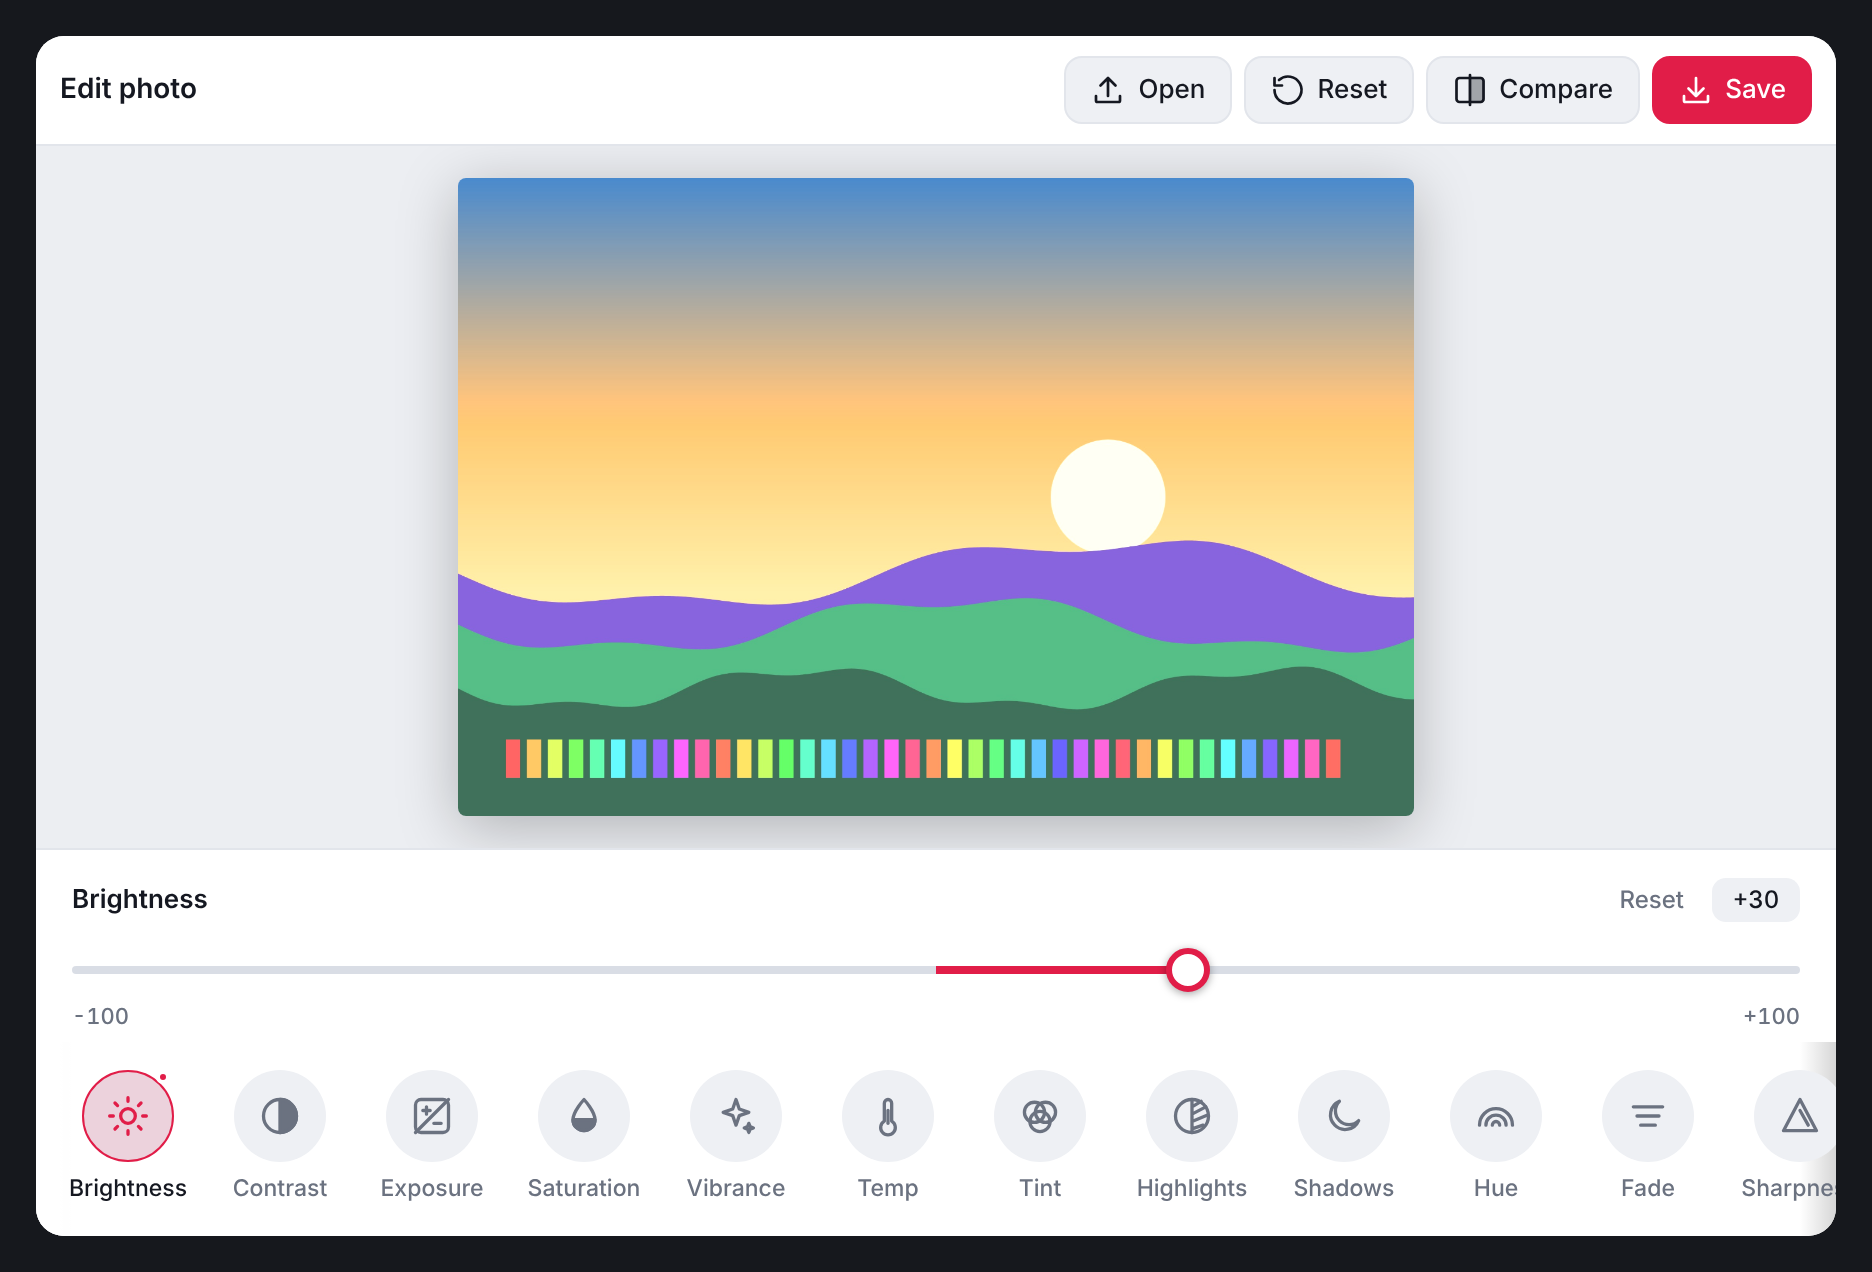 Edit photo
Open
Reset
Compare
Save
Brightness
Reset
+30
-100
+100
Brightness
Contrast
Exposure
Saturation
Vibrance
Temp
Tint
Highlights
Shadows
Hue
Fade
Sharpne